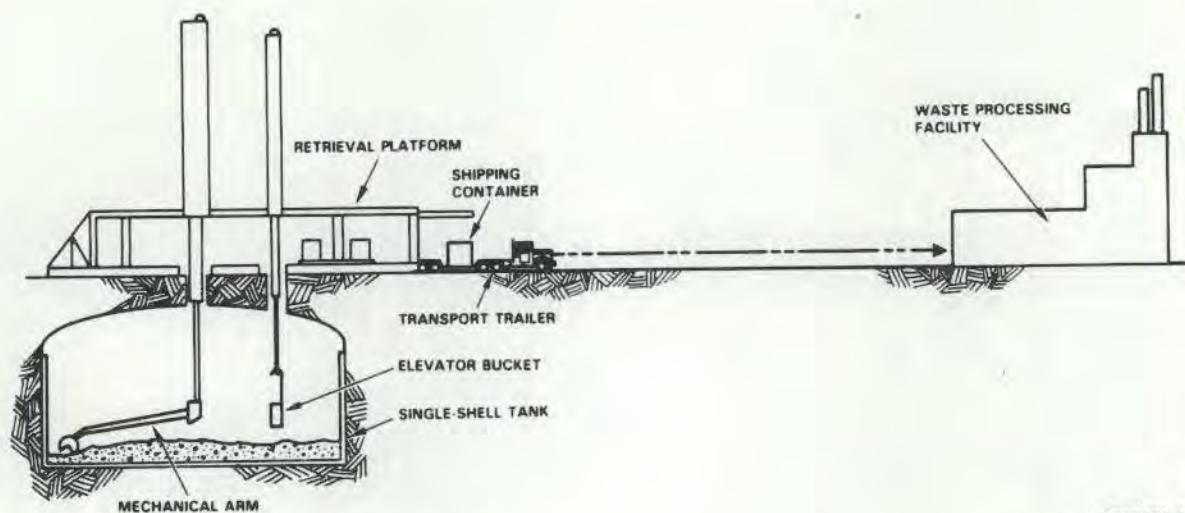 WASTE PROCESSING
FACILITY
RETRIEVAL PLATFORM
SHIPPING
CONTAINER
TRANSPORT TRAILER
ELEVATOR BUCKET
SINGLE-SHELL TANK
MECHANICAL ARM